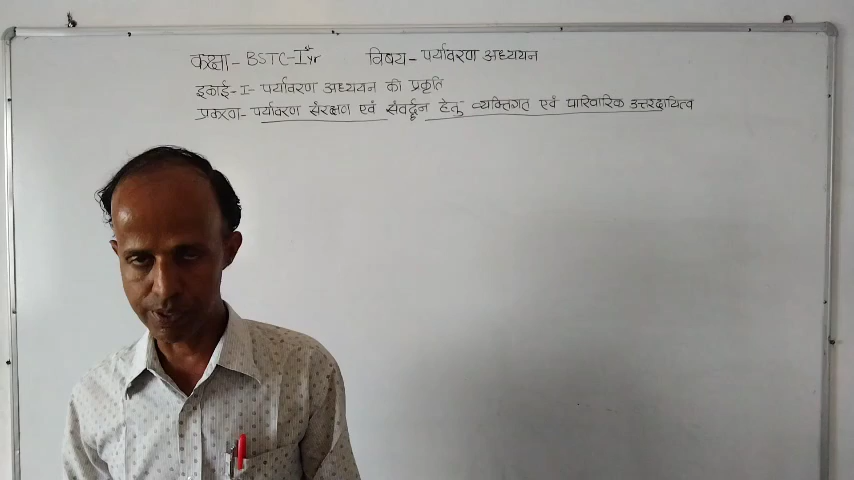 कक्षा - BSTC - I st yr विषय - पर्यावरण अध्ययन
इकाई - I - पर्यावरण अध्ययन की प्रकृति
प्रकरण - पर्यावरण संरक्षण एवं संवर्द्धन हेतु व्यक्तिगत एवं पारिवारिक उत्तरदायित्व